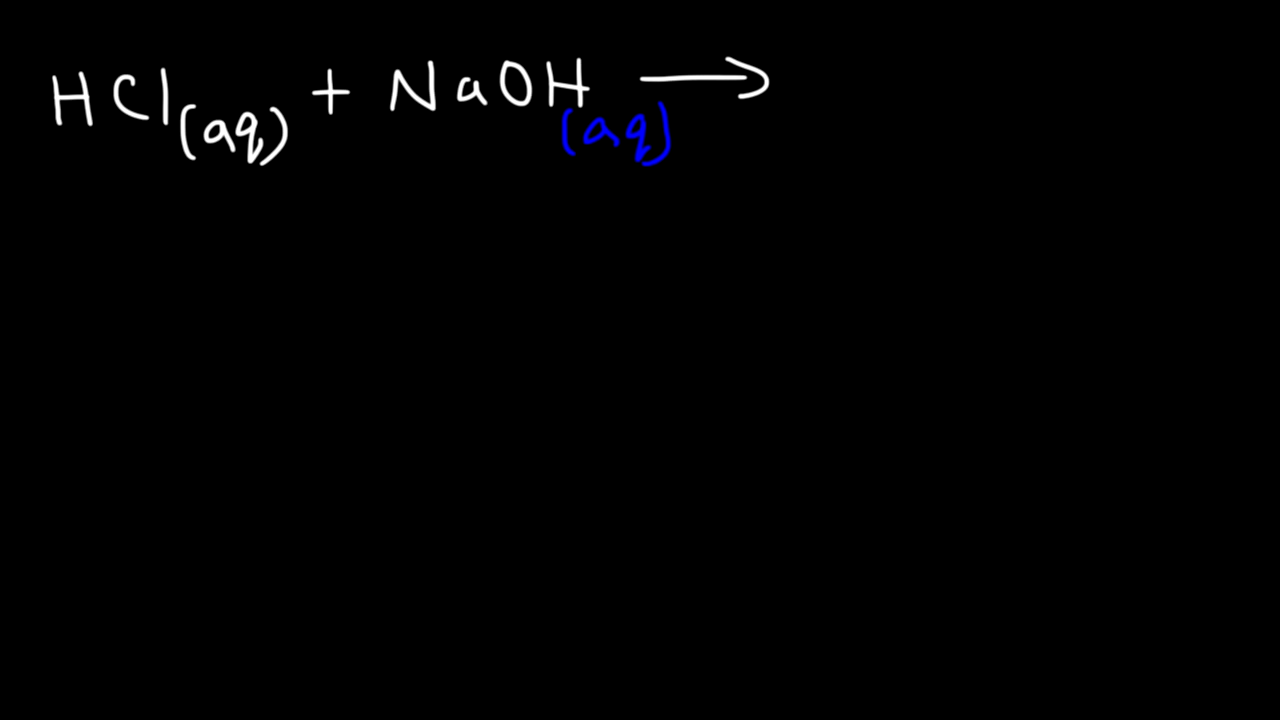 HCl(aq) + NaOH(aq) →